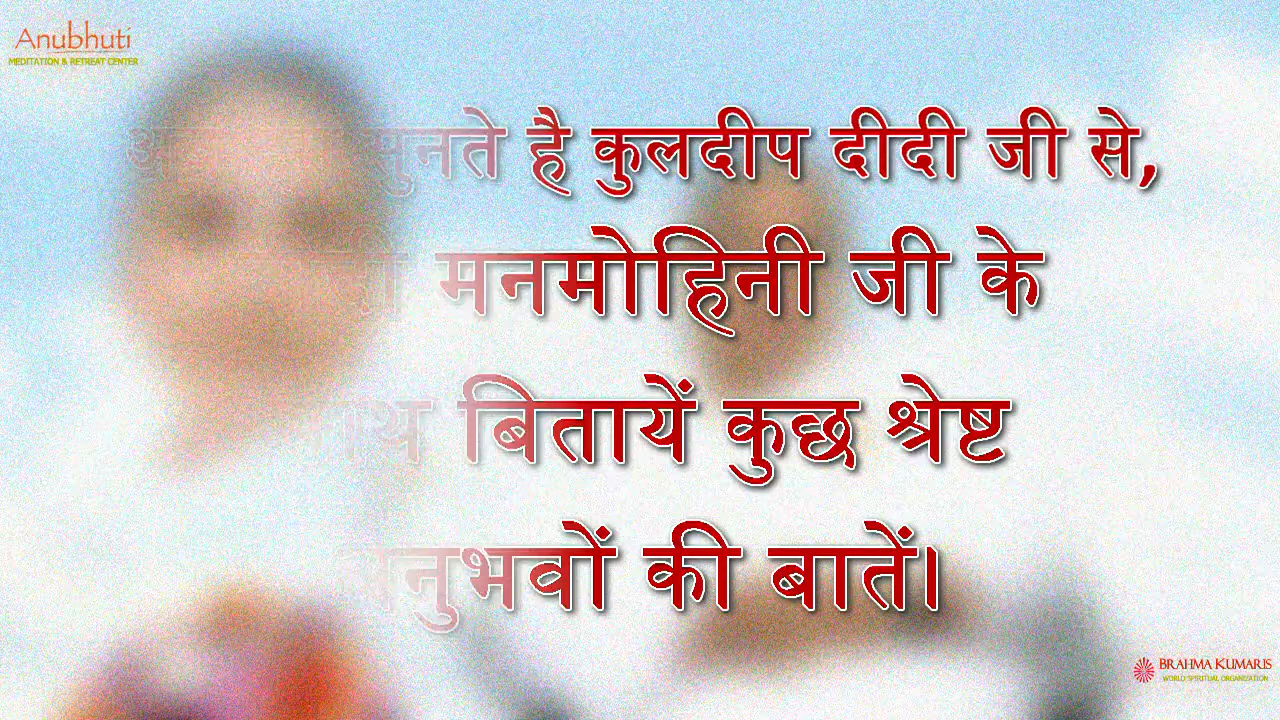 Anubhuti
MEDITATION & RETREAT CENTER
सुनते है कुलदीप दीदी जी से,
मनमोहिनी जी के
साथ बितायें कुछ श्रेष्ट
अनुभवों की बातें।
BRAHMA KUMARIS
WORLD SPIRITUAL ORGANIZATION